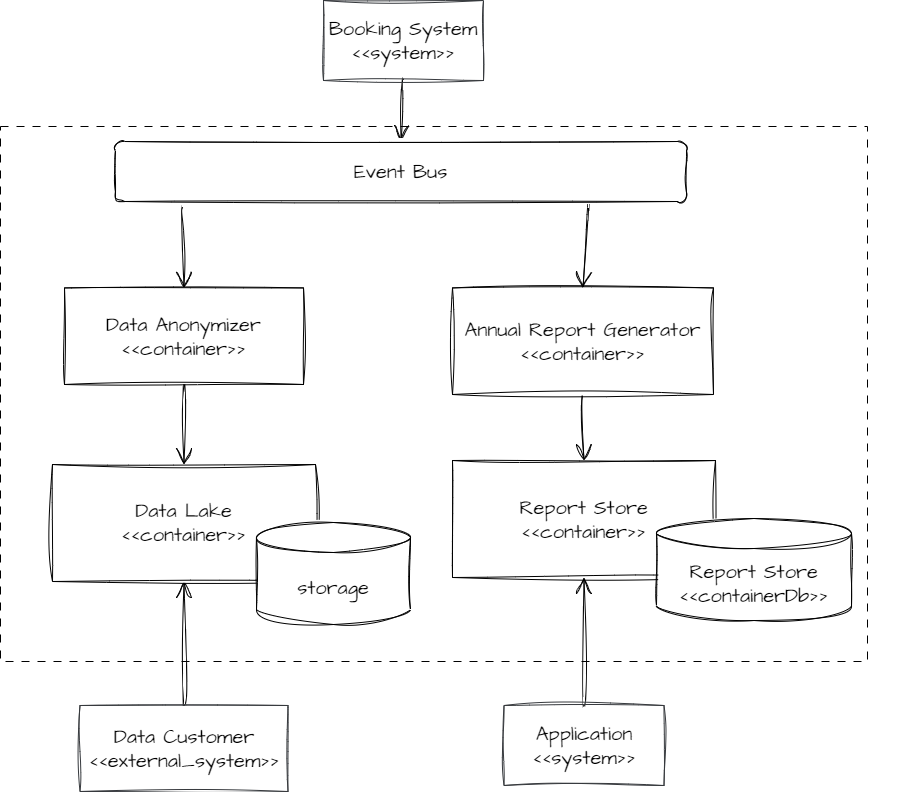 Booking System
<<system>>
Event Bus
Data Anonymizer
<<container>>
Annual Report Generator
<<container>>
Data Lake
<<container>>
storage
Report Store
<<container>>
Report Store
<<containerDb>>
Data Customer
<<external_system>>
Application
<<system>>